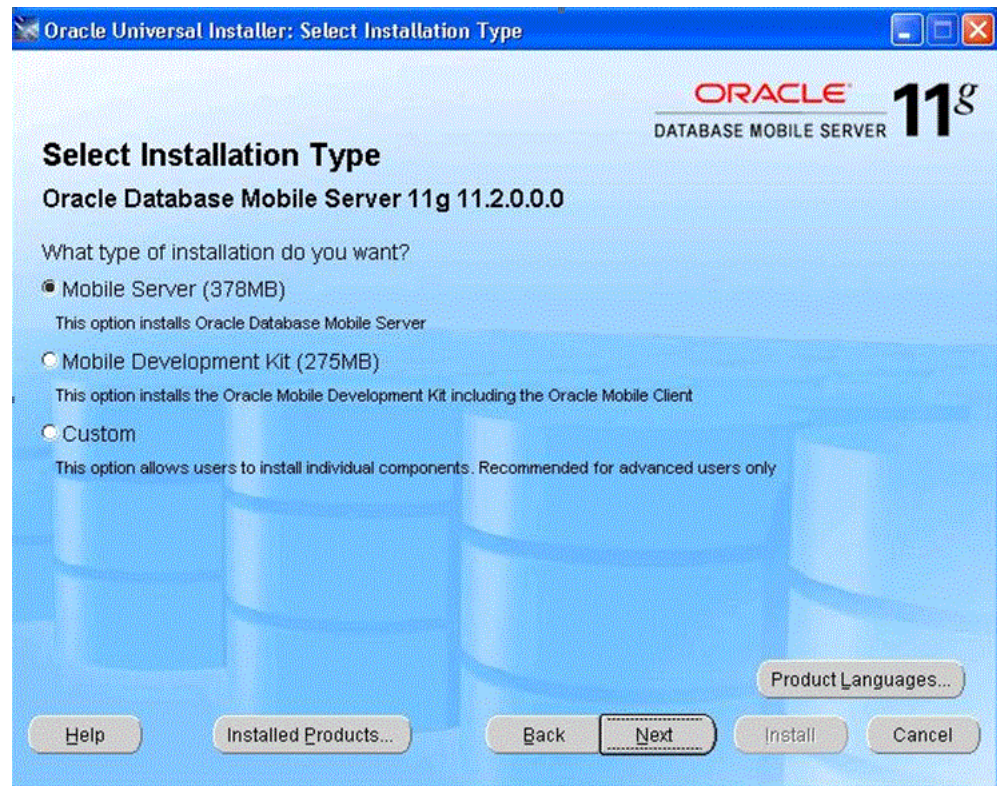 Oracle Universal Installer: Select Installation Type
ORACLE
DATABASE MOBILE SERVER
11g
Select Installation Type
Oracle Database Mobile Server 11g 11.2.0.0.0
What type of installation do you want?
Mobile Server (378MB)
This option installs Oracle Database Mobile Server
Mobile Development Kit (275MB)
This option installs the Oracle Mobile Development Kit including the Oracle Mobile Client
Custom
This option allows users to install individual components. Recommended for advanced users only
Product Languages...
Help Installed Products... Back Next Install Cancel